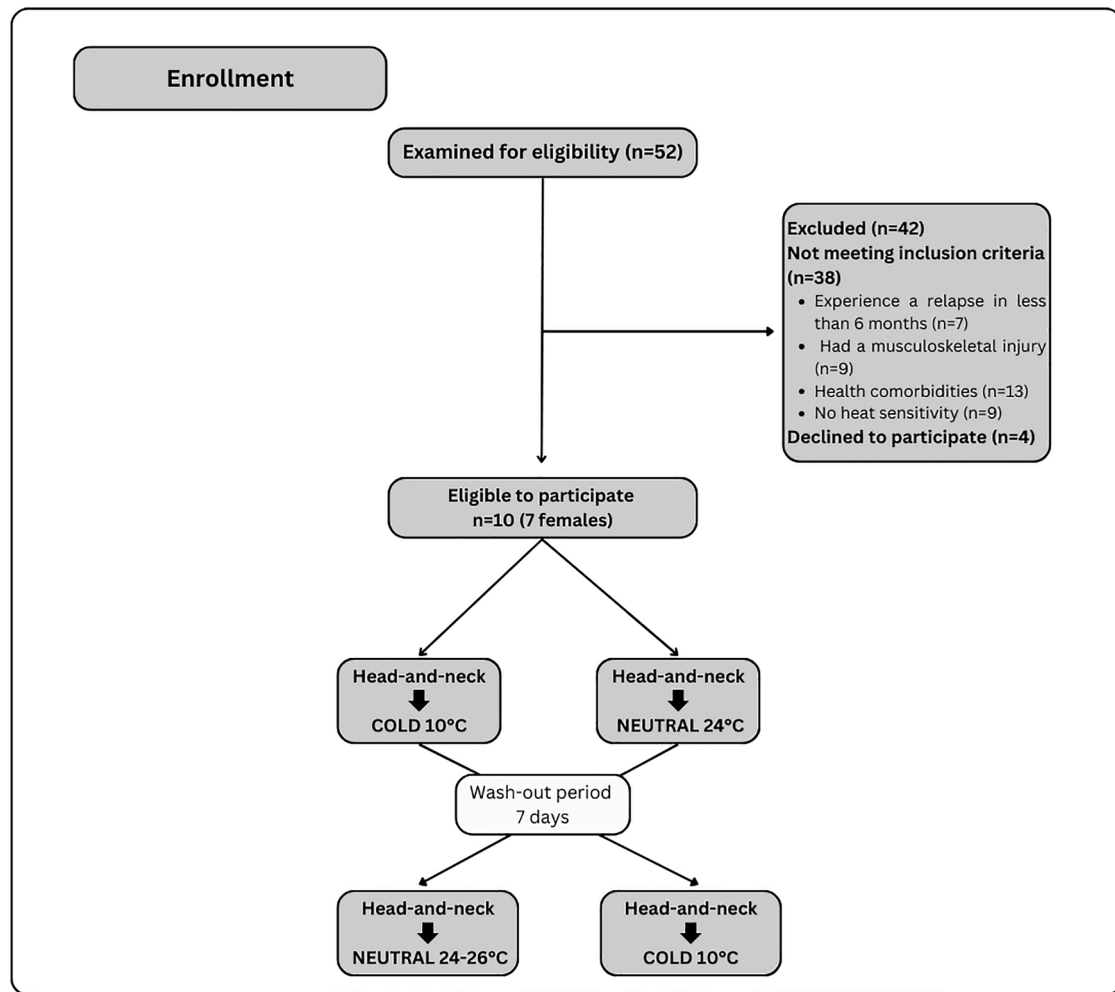 Enrollment
Examined for eligibility (n=52)
Excluded (n=42)
Not meeting inclusion criteria
(n=38)
• Experience a relapse in less
than 6 months (n=7)
• Had a musculoskeletal injury
(n=9)
• Health comorbidities (n=13)
• No heat sensitivity (n=9)
Declined to participate (n=4)
Eligible to participate
n=10 (7 females)
Head-and-neck
COLD 10°C
Head-and-neck
NEUTRAL 24°C
Wash-out period
7 days
Head-and-neck
NEUTRAL 24-26°C
Head-and-neck
COLD 10°C